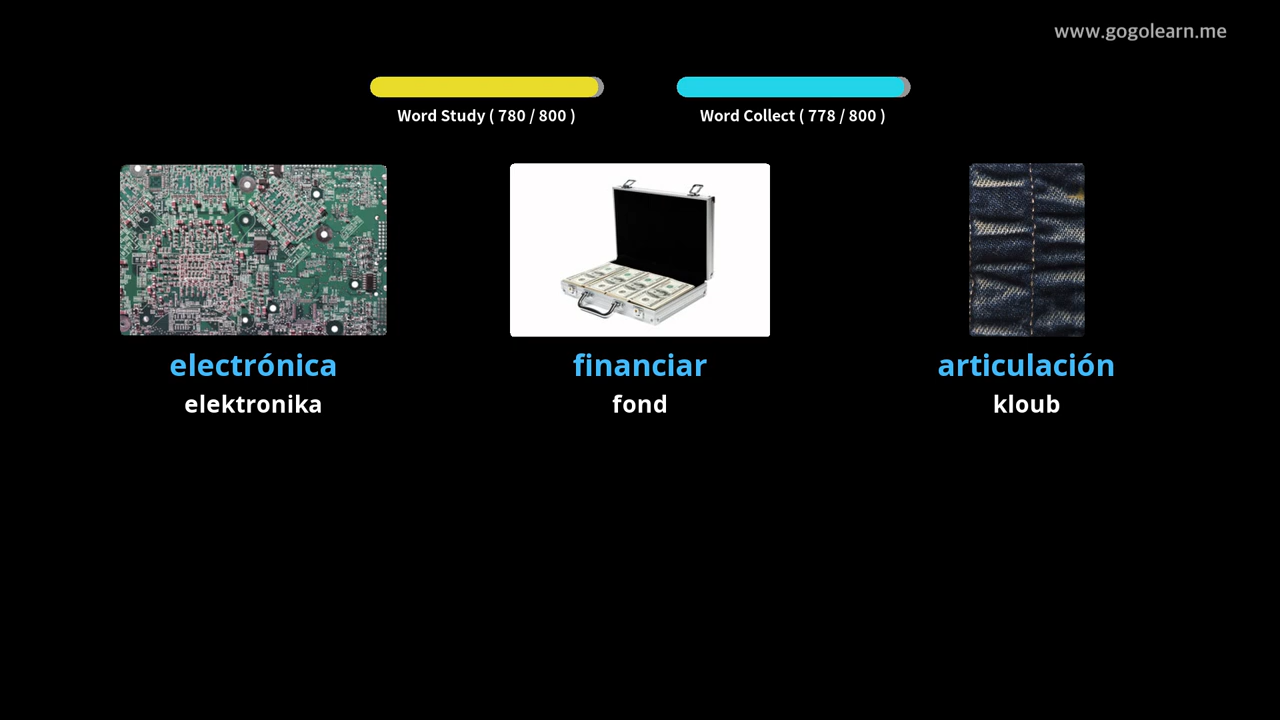 www.gogolearn.me
Word Study ( 780 / 800 )
Word Collect ( 778 / 800 )
electrónica
financiar
articulación
elektronika
fond
kloub